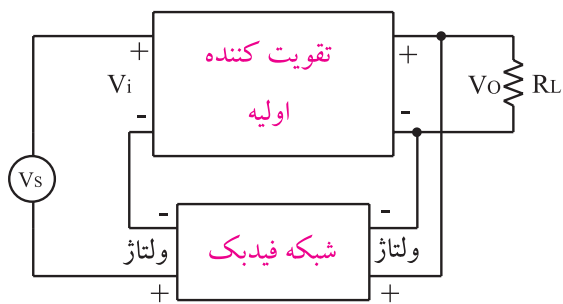 +
تقویت کننده
اولیه
+
Vi
VO
RL
-
-
VS
-
-
ولتاژ
شبکه فیدبک
ولتاژ
+
+